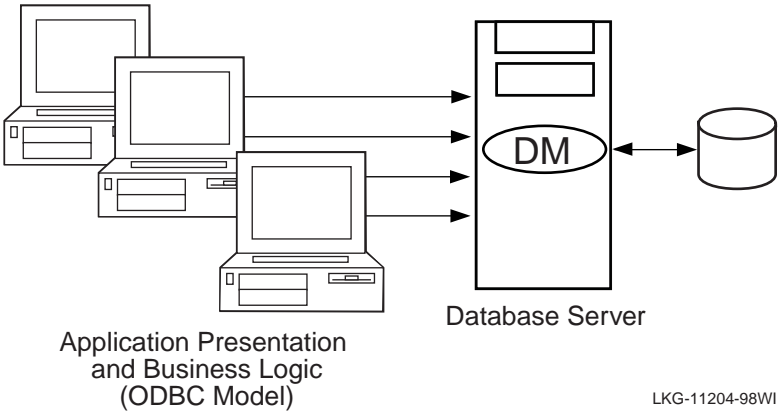 DM
Database Server
Application Presentation
and Business Logic
(ODBC Model)
LKG-11204-98WI